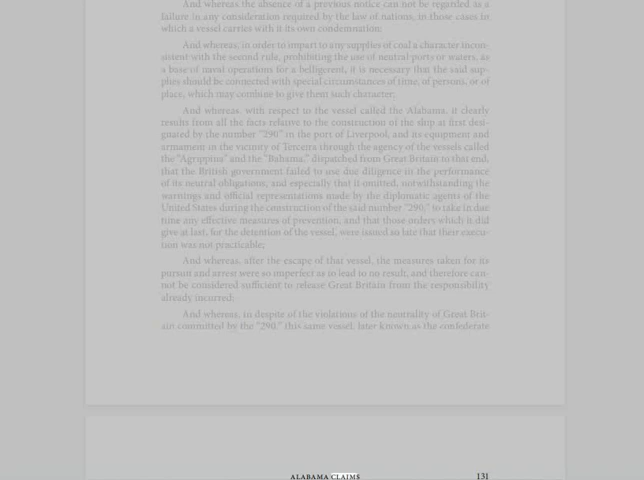 And whereas the absence of a previous notice can not be regarded as a
failure in any consideration required by the law of nations, in those cases in
which a vessel carries with it its own condemnation;
And whereas, in order to impart to any supplies of coal a character incon-
sistent with the second rule, prohibiting the use of neutral ports or waters, as
a base of naval operations for a belligerent, it is necessary that the said sup-
plies should be connected with special circumstances of time, of persons, or of
place, which may combine to give them such character;
And whereas, with respect to the vessel called the Alabama, it clearly
results from all the facts relative to the construction of the ship at first desi-
gnated by the number "290" in the port of Liverpool, and its equipment and
armament in the vicinity of Terceira through the agency of the vessels called
the "Agrippina" and the "Bahama," dispatched from Great Britain to that end,
that the British government failed to use due diligence in the performance
of its neutral obligations; and especially that it omitted, notwithstanding the
warnings and official representations made by the diplomatic agents of the
United States during the construction of the said number "290," to take in due
time any effective measures of prevention, and that those orders which it did
give at last, for the detention of the vessel, were issued so late that their execu-
tion was not practicable;
And whereas, after the escape of that vessel, the measures taken for its
pursuit and arrest were so imperfect as to lead to no result, and therefore can-
not be considered sufficient to release Great Britain from the responsibility
already incurred;
And whereas, in despite of the violations of the neutrality of Great Brit-
ain committed by the "290," this same vessel, later known as the confederate
ALABAMA CLAIMS 131